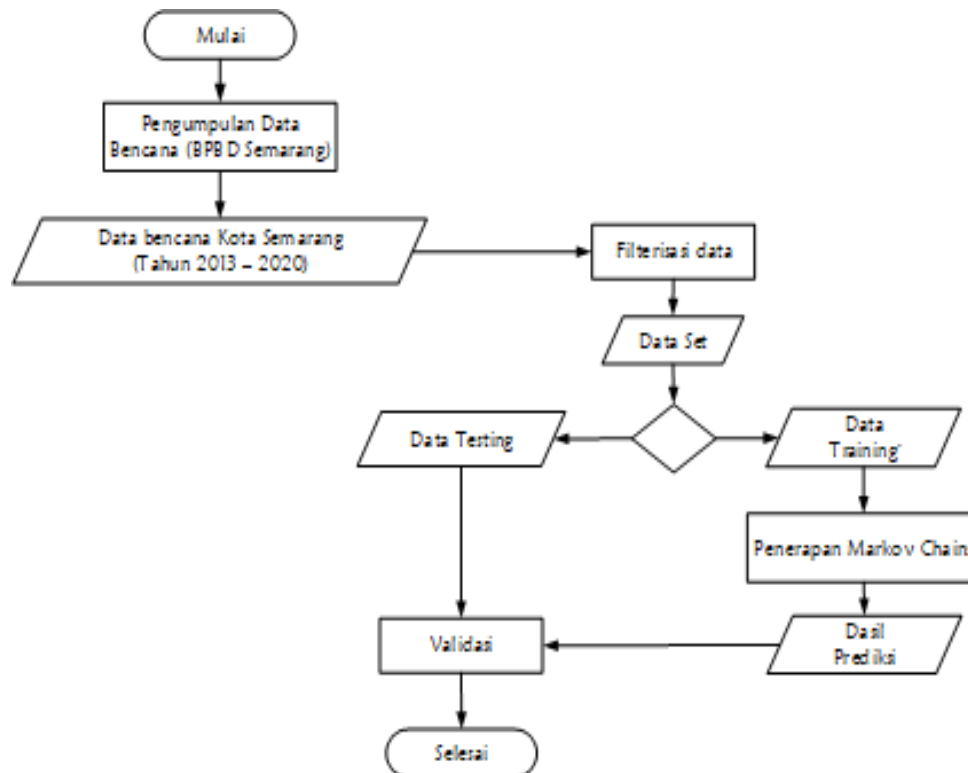 Mulai
Pengumpulan Data
Bencana (BPBD Semarang)
Data bencana Kota Semarang
(Tahun 2013 – 2020)
Filterisasi data
Data Set
Data Testing
Data
Training
Penerapan Markov Chain
Validasi
Dasil
Prediksi
Selesai